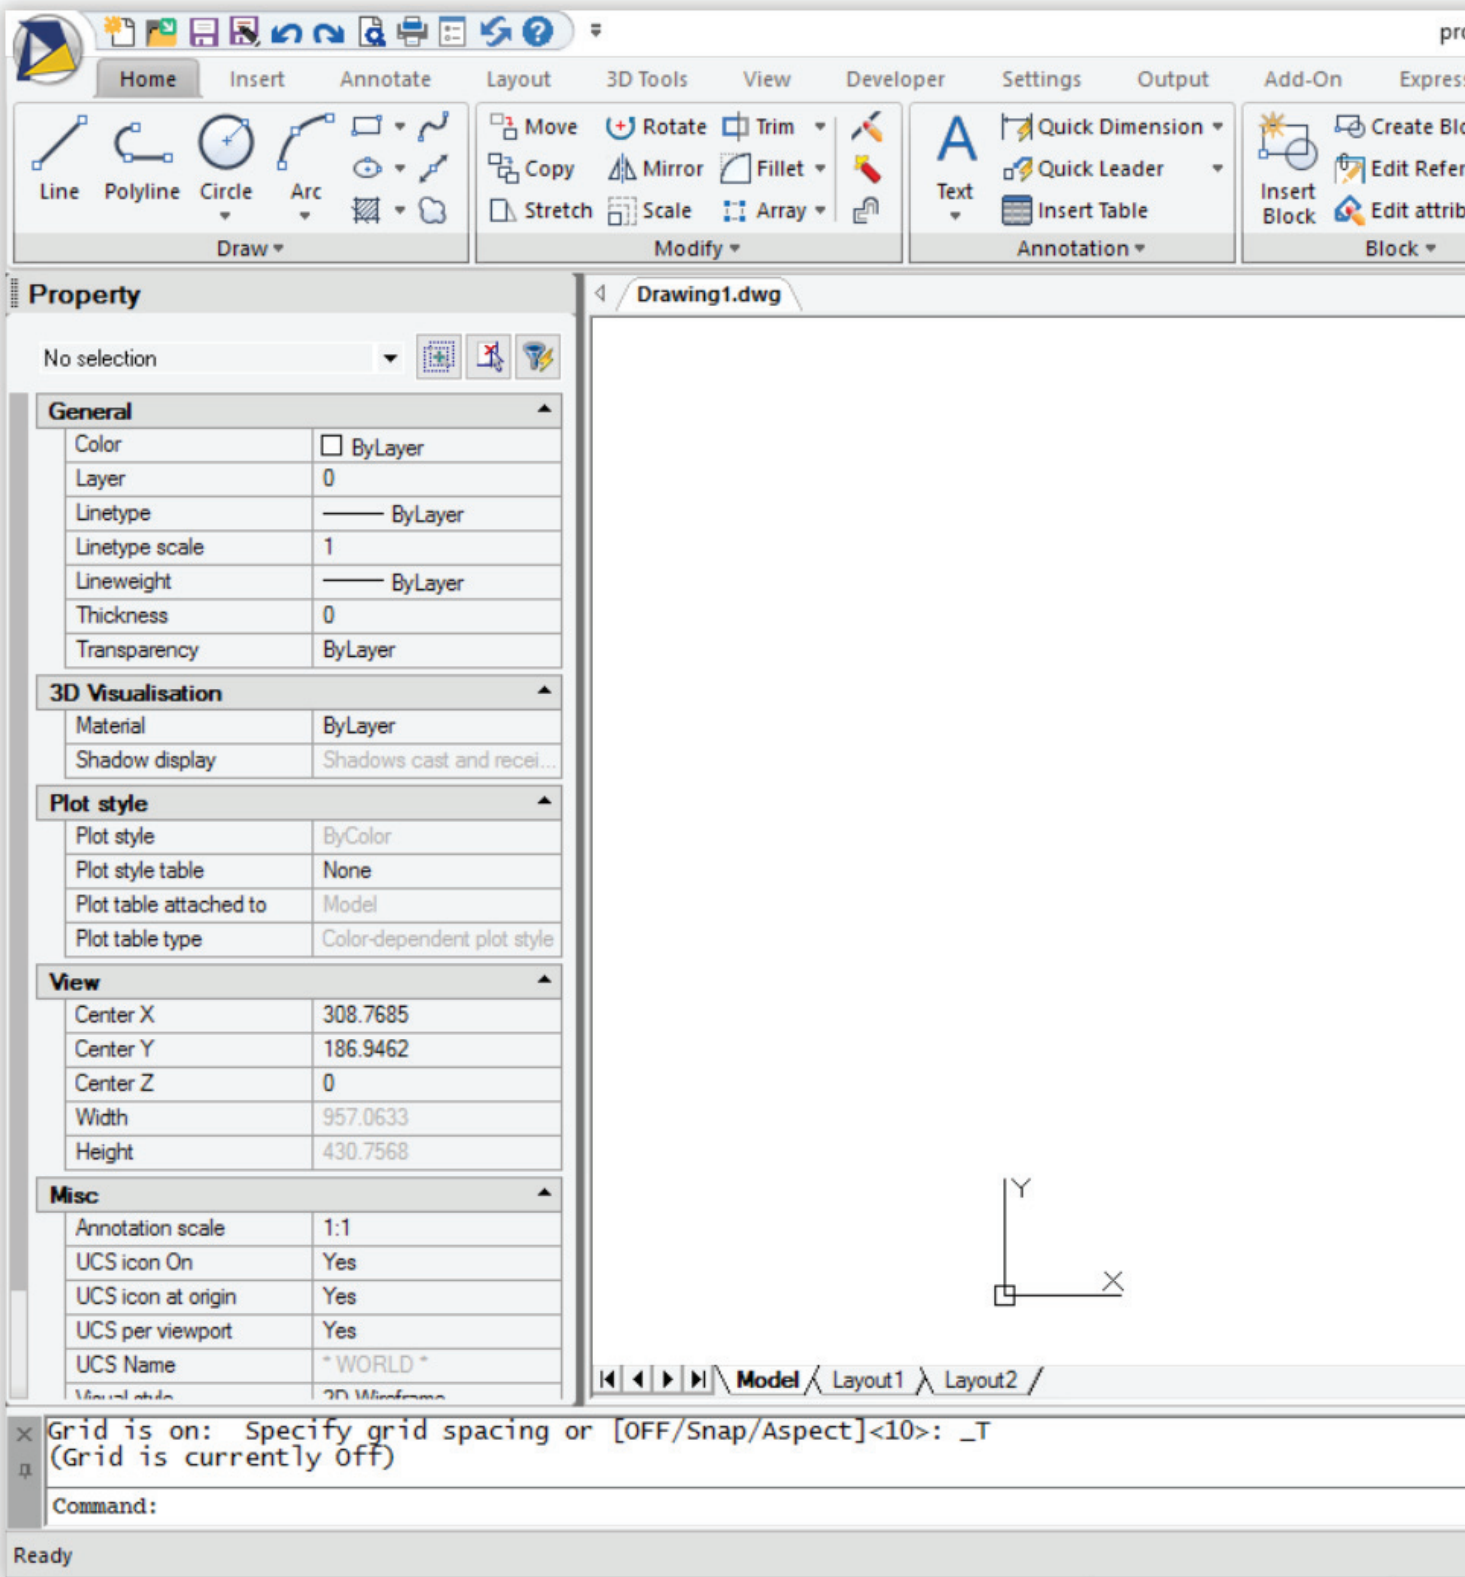 pro
Home Insert Annotate Layout 3D Tools View Developer Settings Output Add-On Express
Move Rotate Trim Quick Dimension Create Blo
Copy Mirror Fillet Quick Leader Edit Refer
Line Polyline Circle Arc Text Insert Block
Stretch Scale Array Insert Table Edit attrib
Draw Modify Annotation Block
Property
Drawing1.dwg
No selection
General
Color ByLayer
Layer 0
Linetype ByLayer
Linetype scale 1
Lineweight ByLayer
Thickness 0
Transparency ByLayer
3D Visualisation
Material ByLayer
Shadow display Shadows cast and recei...
Plot style
Plot style ByColor
Plot style table None
Plot table attached to Model
Plot table type Color-dependent plot style
View
Center X 308.7685
Center Y 186.9462
Center Z 0
Width 957.0633
Height 430.7568
Misc
Annotation scale 1:1
UCS icon On Yes
UCS icon at origin Yes
UCS per viewport Yes
UCS Name * WORLD *
Visual style 2D Wireframe
Y
X
Model Layout1 Layout2
Grid is on: Specify grid spacing or [OFF/Snap/Aspect]<10>: _T
(Grid is currently Off)
Command:
Ready